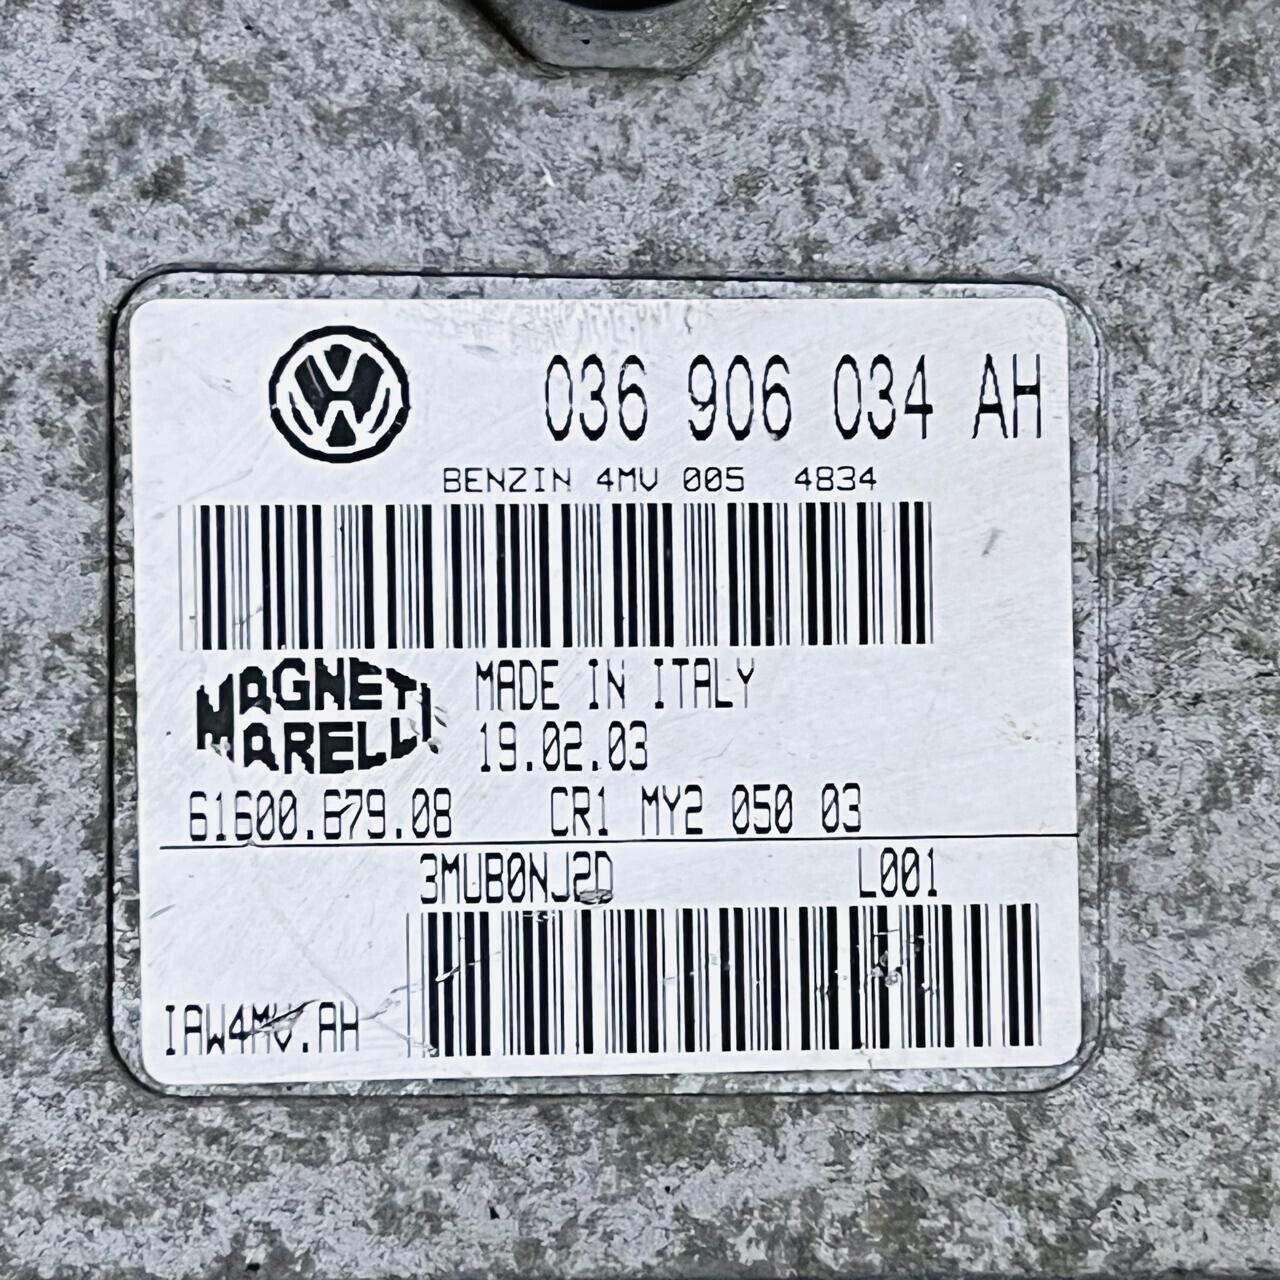 036 906 034 AH
BENZIN 4MV 005 4834
MAGNETI MARELLI
MADE IN ITALY
19.02.03
61600.679.08 CR1 MY2 050 03
3MUB0NJ2D L001
IAW4MV.AH